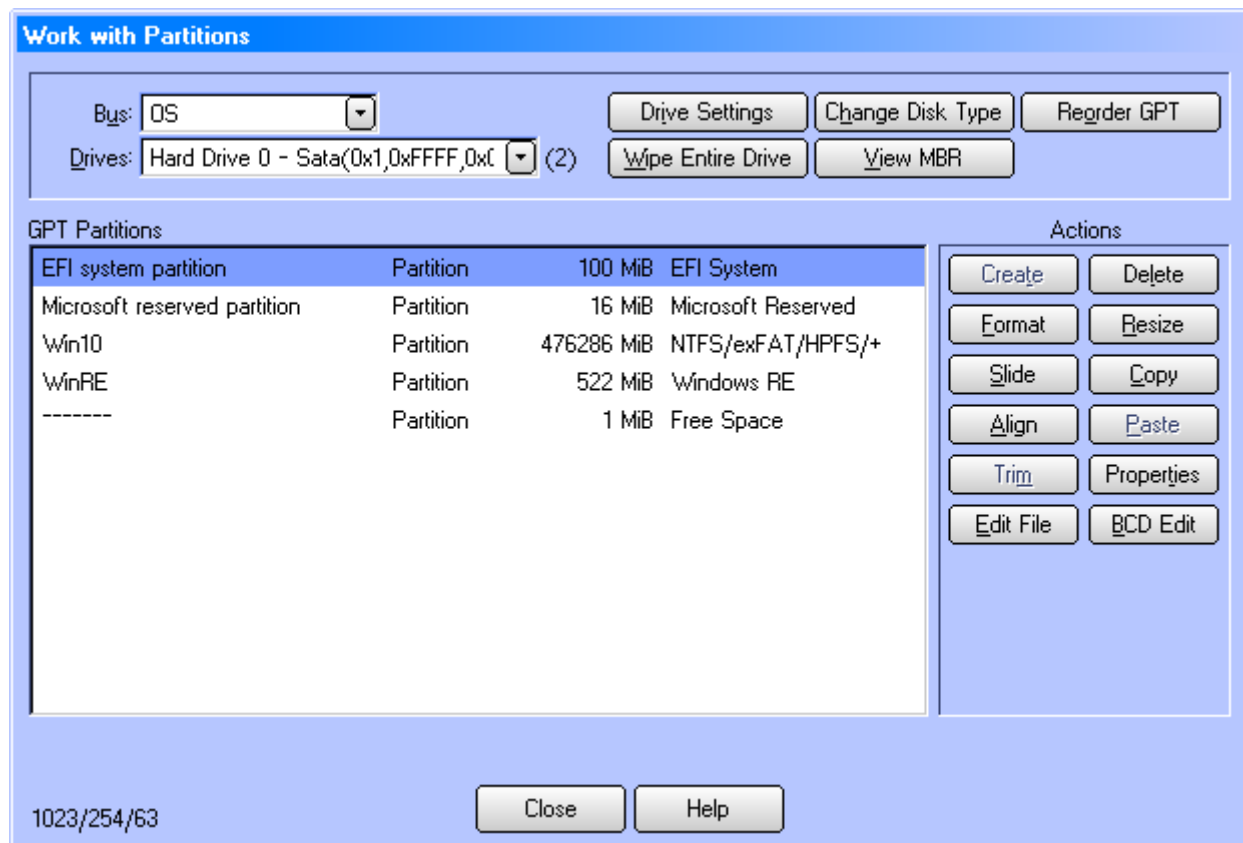 Work with Partitions
Bus: OS Drive Settings Change Disk Type Reorder GPT
Drives: Hard Drive 0 - Sata(0x1,0xFFFF,0x( (2) Wipe Entire Drive View MBR
GPT Partitions Actions
EFI system partition Partition 100 MiB EFI System Create Delete
Microsoft reserved partition Partition 16 MiB Microsoft Reserved Format Resize
Win10 Partition 476286 MiB NTFS/exFAT/HPFS/+ Slide Copy
WinRE Partition 522 MiB Windows RE Align Paste
------- Partition 1 MiB Free Space Trim Properties
Edit File BCD Edit
1023/254/63 Close Help